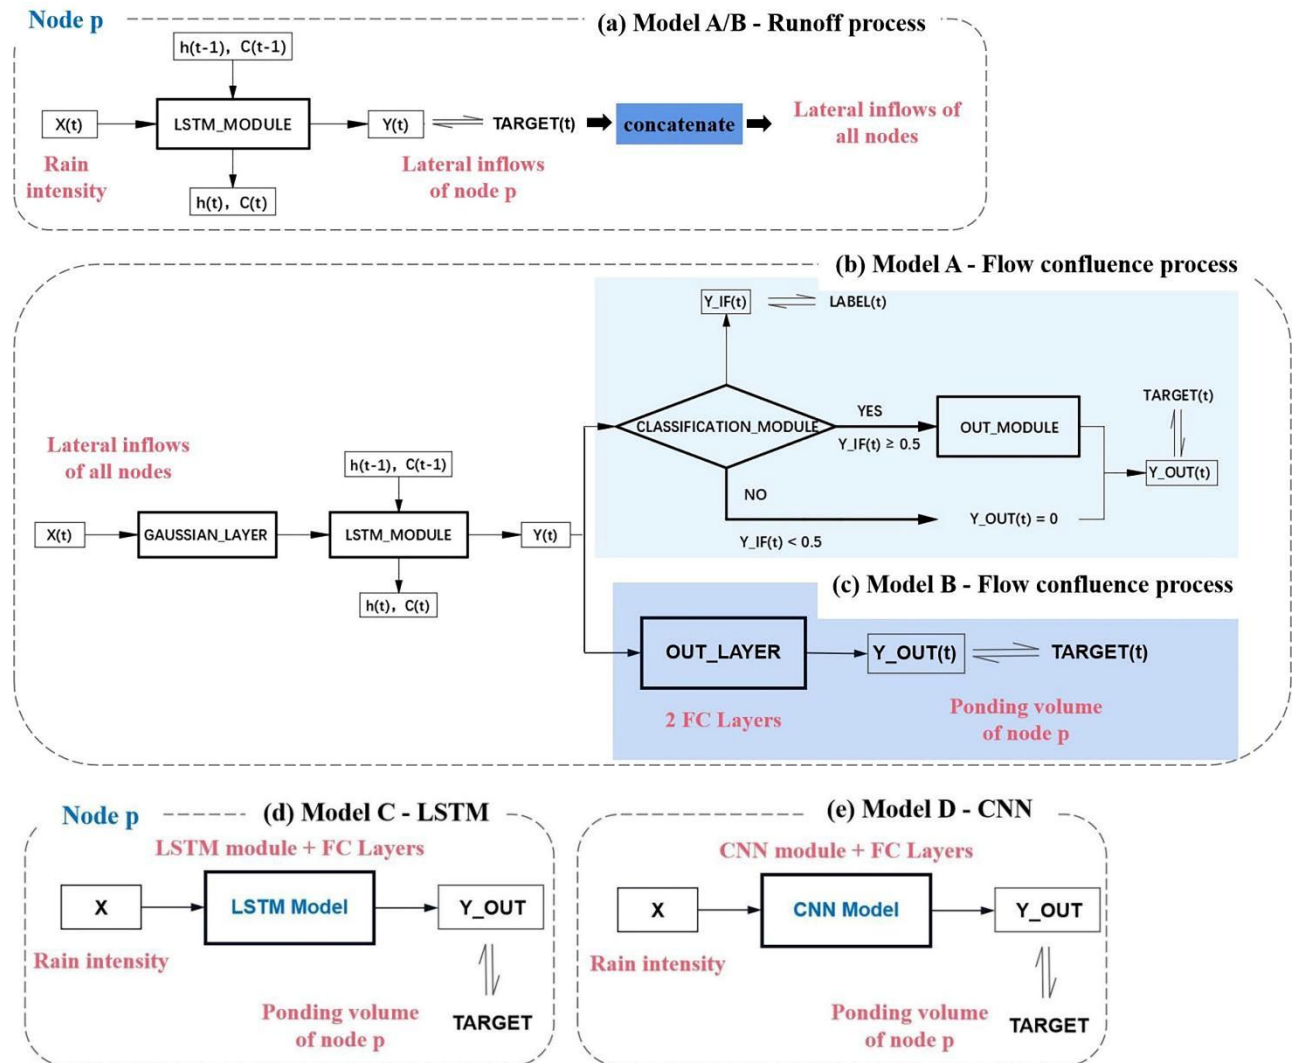 Node p
(a) Model A/B - Runoff process
h(t-1), C(t-1)
X(t)
LSTM_MODULE
Y(t)
TARGET(t)
concatenate
Lateral inflows of
all nodes
Rain
intensity
Lateral inflows
of node p
h(t), C(t)
(b) Model A - Flow confluence process
Y_IF(t)
LABEL(t)
CLASSIFICATION_MODULE
YES
Y_IF(t) ≥ 0.5
OUT_MODULE
TARGET(t)
Y_OUT(t)
NO
Y_IF(t) < 0.5
Y_OUT(t) = 0
Lateral inflows
of all nodes
h(t-1), C(t-1)
X(t)
GAUSSIAN_LAYER
LSTM_MODULE
Y(t)
h(t), C(t)
(c) Model B - Flow confluence process
OUT_LAYER
Y_OUT(t)
TARGET(t)
2 FC Layers
Ponding volume
of node p
Node p
(d) Model C - LSTM
LSTM module + FC Layers
X
LSTM Model
Y_OUT
Rain intensity
Ponding volume
of node p
TARGET
(e) Model D - CNN
CNN module + FC Layers
X
CNN Model
Y_OUT
Rain intensity
Ponding volume
of node p
TARGET